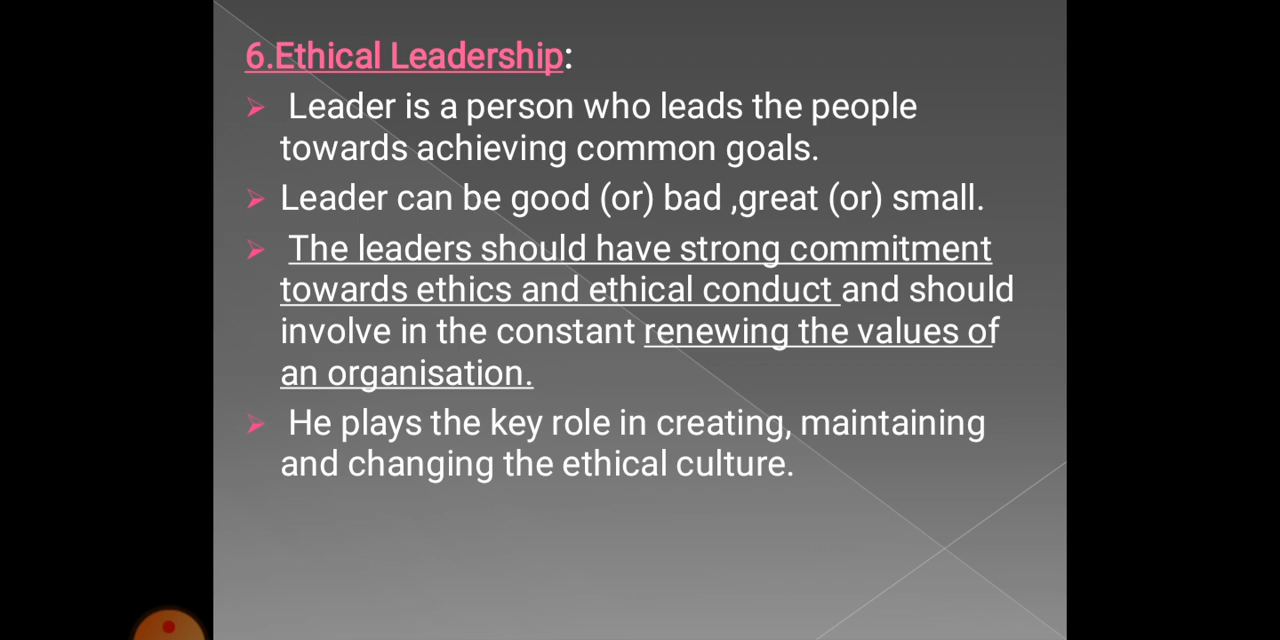 6.Ethical Leadership:
Leader is a person who leads the people
towards achieving common goals.
Leader can be good (or) bad ,great (or) small.
The leaders should have strong commitment
towards ethics and ethical conduct and should
involve in the constant renewing the values of
an organisation.
He plays the key role in creating, maintaining
and changing the ethical culture.